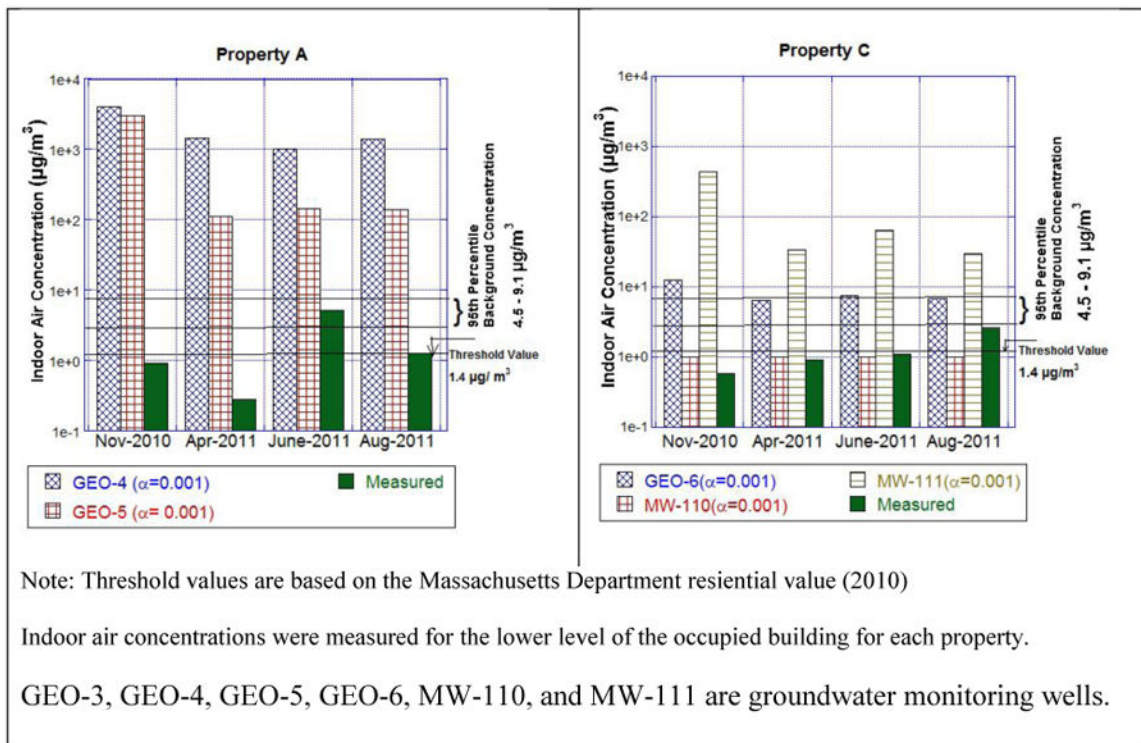 Property A
Indoor Air Concentration (µg/m³)
1e+4
1e+3
1e+2
1e+1
1e+0
1e-1
Nov-2010 Apr-2011 June-2011 Aug-2011
95th Percentile
Background Concentration
4.5 - 9.1 µg/m³
Threshold Value
1.4 µg/ m³
GEO-4 (α=0.001)
Measured
GEO-5 (α= 0.001)
Property C
Indoor Air Concentration (µg/m³)
1e+4
1e+3
1e+2
1e+1
1e+0
1e-1
Nov-2010 Apr-2011 June-2011 Aug-2011
95th Percentile
Background Concentration
4.5 - 9.1 µg/m³
Threshold Value
1.4 µg/m³
GEO-6(α=0.001)
MW-111(α=0.001)
MW-110(α=0.001)
Measured
Note: Threshold values are based on the Massachusetts Department resiential value (2010)
Indoor air concentrations were measured for the lower level of the occupied building for each property.
GEO-3, GEO-4, GEO-5, GEO-6, MW-110, and MW-111 are groundwater monitoring wells.